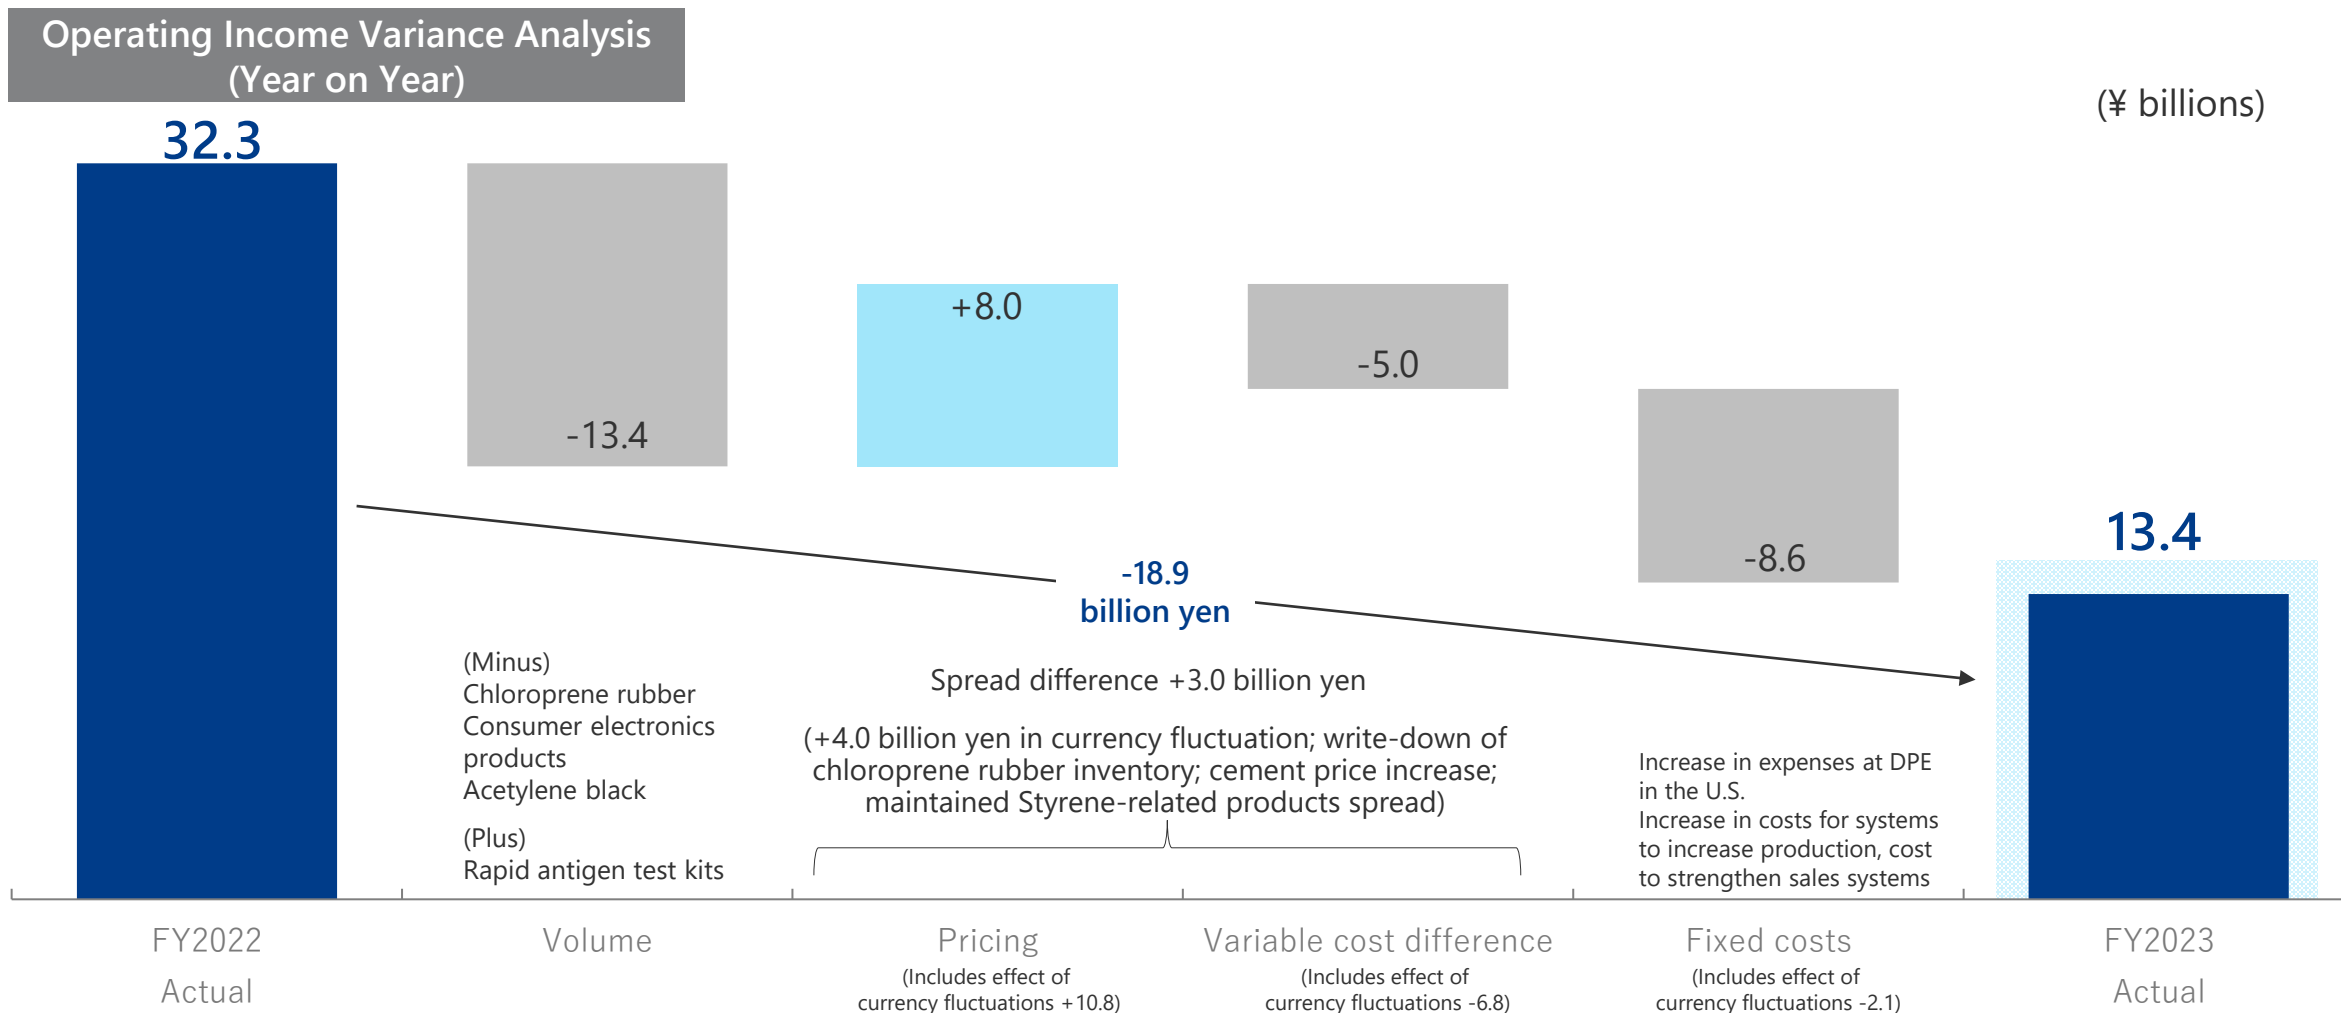 Operating Income Variance Analysis
(Year on Year)
(¥ billions)
32.3
-13.4
+8.0
-5.0
-8.6
13.4
-18.9
billion yen
(Minus)
Chloroprene rubber
Consumer electronics
products
Acetylene black
(Plus)
Rapid antigen test kits
Spread difference +3.0 billion yen
(+4.0 billion yen in currency fluctuation; write-down of
chloroprene rubber inventory; cement price increase;
maintained Styrene-related products spread)
Increase in expenses at DPE
in the U.S.
Increase in costs for systems
to increase production, cost
to strengthen sales systems
FY2022
Actual
Volume
Pricing
(Includes effect of
currency fluctuations +10.8)
Variable cost difference
(Includes effect of
currency fluctuations -6.8)
Fixed costs
(Includes effect of
currency fluctuations -2.1)
FY2023
Actual